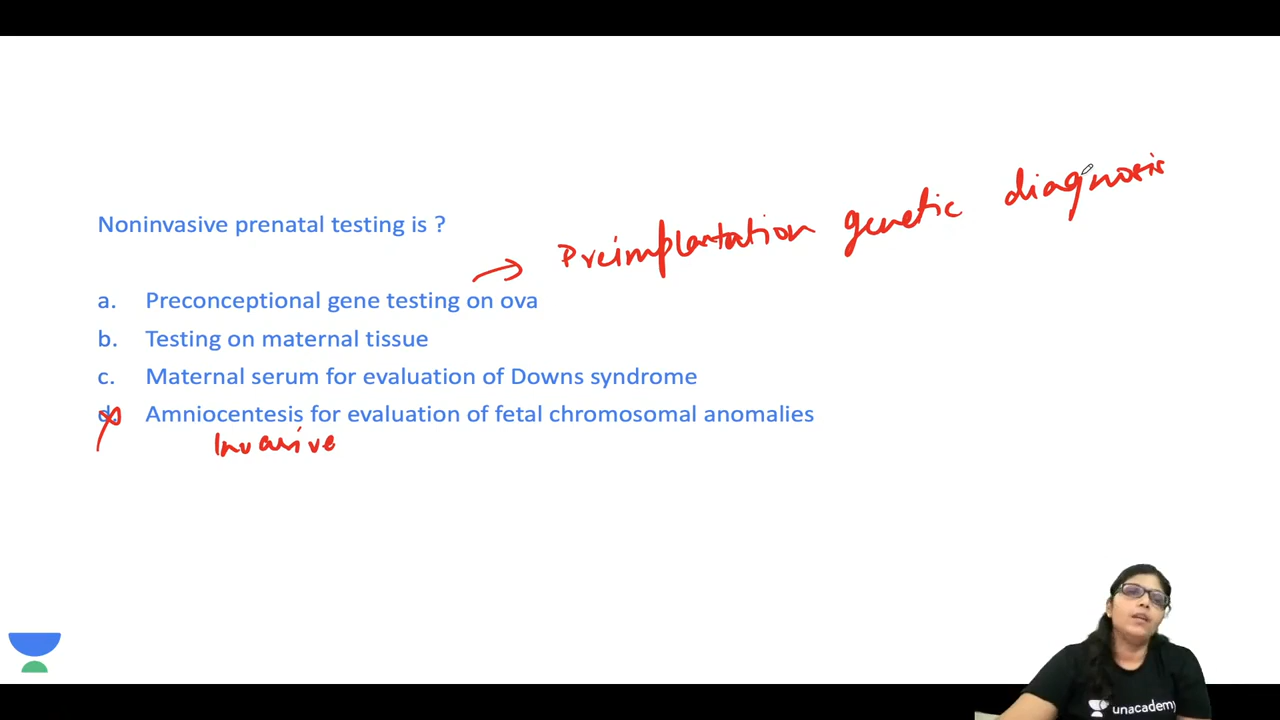 Noninvasive prenatal testing is ?
Preimplantation genetic diagnosis
a. Preconceptional gene testing on ova
b. Testing on maternal tissue
c. Maternal serum for evaluation of Downs syndrome
d. Amniocentesis for evaluation of fetal chromosomal anomalies
Invasive
unacademy